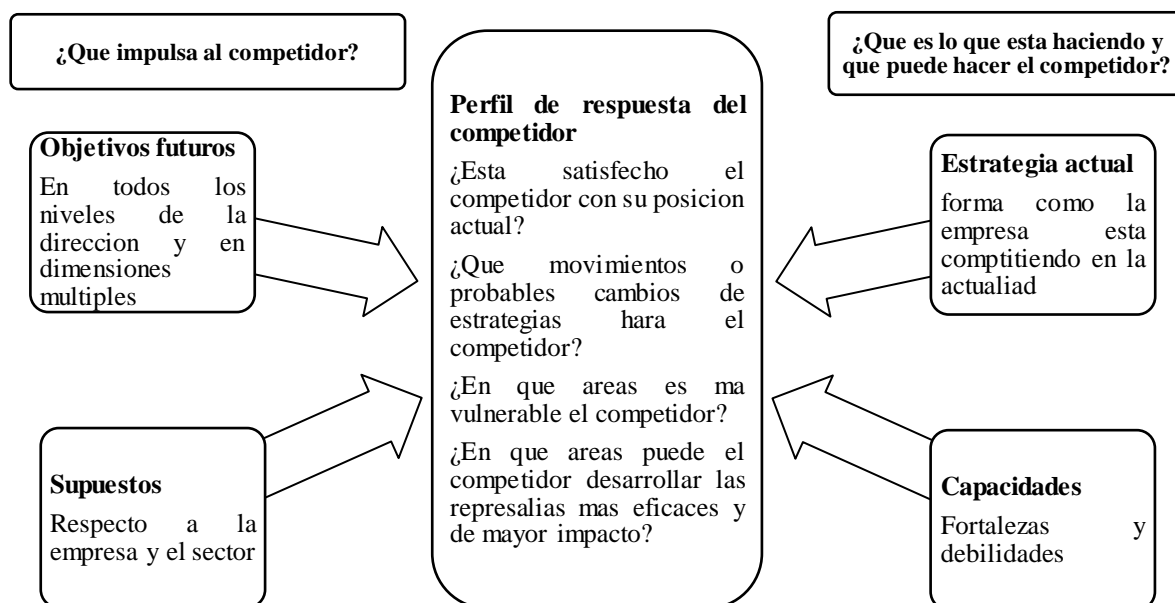 ¿Que impulsa al competidor?
Objetivos futuros
En todos los
niveles de la
direccion y en
dimensiones
multiples
Supuestos
Respecto a la
empresa y el sector
Perfil de respuesta del
competidor
¿Esta satisfecho el
competidor con su posicion
actual?
¿Que movimientos o
probables cambios de
estrategias hara el
competidor?
¿En que areas es ma
vulnerable el competidor?
¿En que areas puede el
competidor desarrollar las
represalias mas eficaces y
de mayor impacto?
¿Que es lo que esta haciendo y
que puede hacer el competidor?
Estrategia actual
forma como la
empresa esta
comptitiendo en la
actualiad
Capacidades
Fortalezas y
debilidades